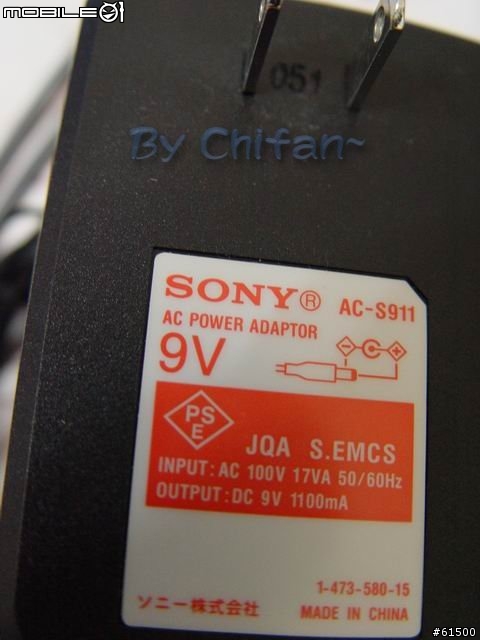 MOBILE01
051
By Chifan~
SONY® AC-S911
AC POWER ADAPTOR
9V
PSE
JQA S.EMCS
INPUT: AC 100V 17VA 50/60Hz
OUTPUT: DC 9V 1100mA
1-473-580-15
ソニー株式会社 MADE IN CHINA
#61500